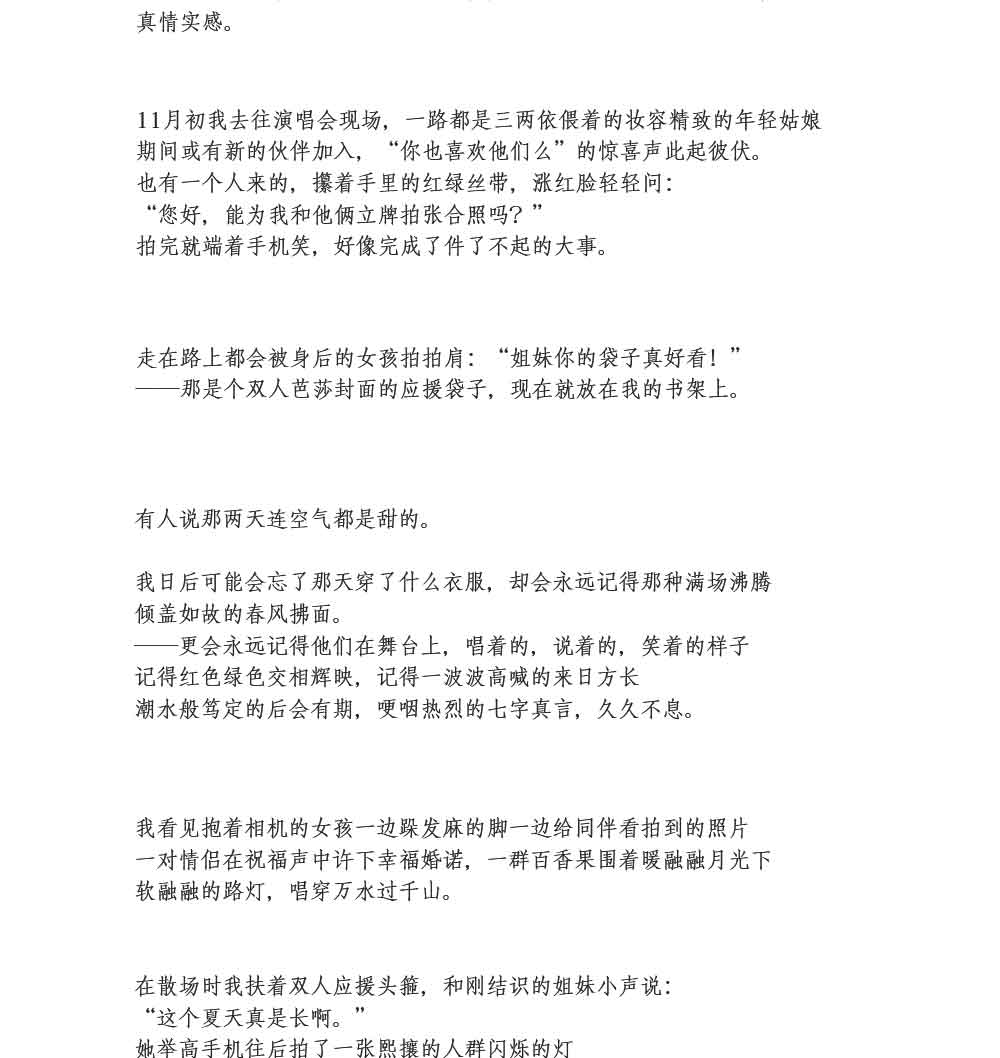 真情实感。
11月初我去往演唱会现场，一路都是三两依偎着的妆容精致的年轻姑娘
期间或有新的伙伴加入，“你也喜欢他们么”的惊喜声此起彼伏。
也有一个人来的，攥着手里的红绿丝带，涨红脸轻轻问：
“您好，能为我和他俩立牌拍张合照吗？”
拍完就端着手机笑，好像完成了件了不起的大事。
走在路上都会被身后的女孩拍拍肩：“姐妹你的袋子真好看！”
——那是个双人芭莎封面的应援袋子，现在就放在我的书架上。
有人说那两天连空气都是甜的。
我日后可能会忘了那天穿了什么衣服，却会永远记得那种满场沸腾
倾盖如故的春风拂面。
——更会永远记得他们在舞台上，唱着的，说着的，笑着的样子
记得红色绿色交相辉映，记得一波波高喊的来日方长
潮水般笃定的后会有期，哽咽热烈的七字真言，久久不息。
我看见抱着相机的女孩一边跺发麻的脚一边给同伴看拍到的照片
一对情侣在祝福声中许下幸福婚诺，一群百香果围着暖融融月光下
软融融的路灯，唱穿万水过千山。
在散场时我扶着双人应援头箍，和刚结识的姐妹小声说：
“这个夏天真是长啊。”
她举高手机往后拍了一张熙攘的人群闪烁的灯